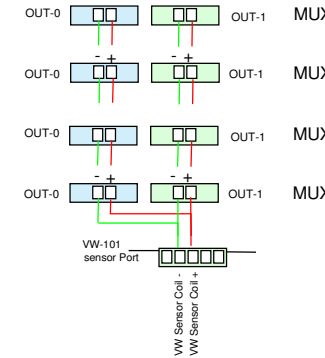 OUT-0 OUT-1 MUX
- + - +
OUT-0 OUT-1 MUX
OUT-0 OUT-1 MUX
- + - +
OUT-0 OUT-1 MUX
VW-101
sensor Port
VW Sensor Coil -
VW Sensor Coil +